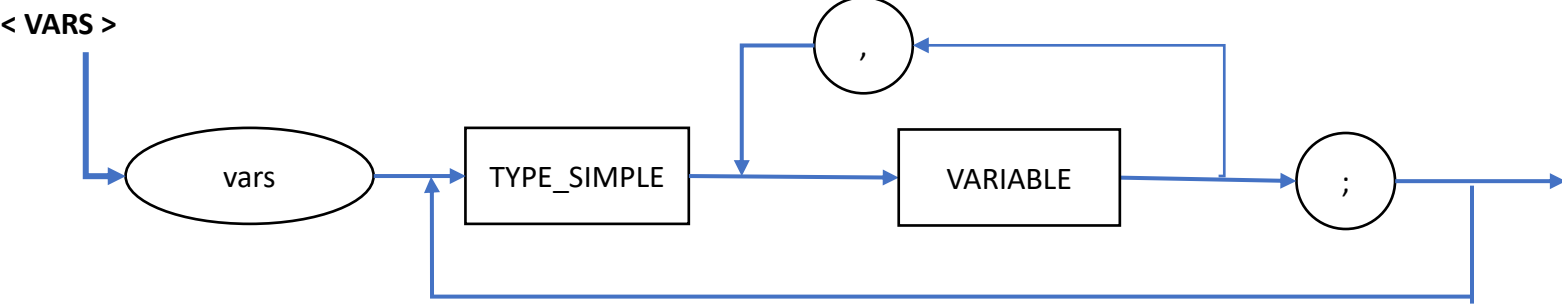 < VARS >
,
vars
TYPE_SIMPLE
VARIABLE
;